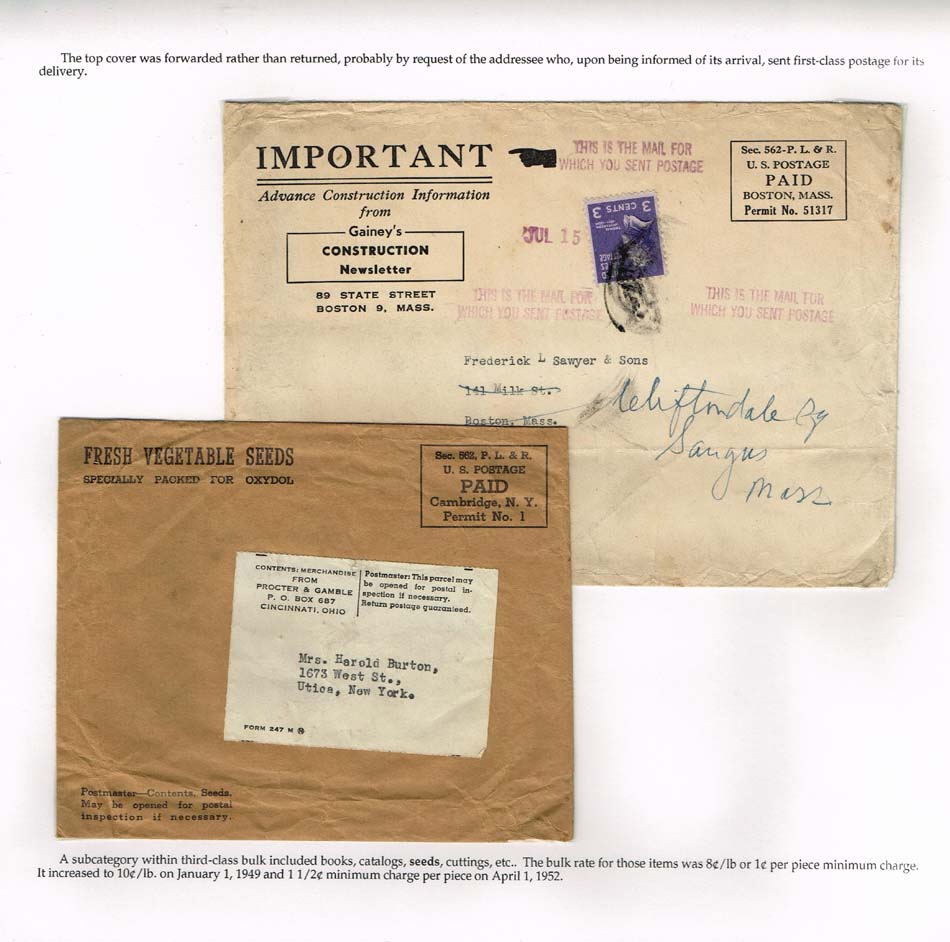 The top cover was forwarded rather than returned, probably by request of the addressee who, upon being informed of its arrival, sent first-class postage for its
delivery.
IMPORTANT
Advance Construction Information
from
Gainey's
CONSTRUCTION
Newsletter
89 STATE STREET
BOSTON 9, MASS.
THIS IS THE MAIL FOR
WHICH YOU SENT POSTAGE
Sec. 562-P. L. & R.
U. S. POSTAGE
PAID
BOSTON, MASS.
Permit No. 51317
JUL 15
3 CENTS 3
THIS IS THE MAIL FOR
WHICH YOU SENT POSTAGE
THIS IS THE MAIL FOR
WHICH YOU SENT POSTAGE
Frederick L Sawyer & Sons
141 Milk St.
Boston, Mass.
Cliftondale Sq
Saugus
Mass
FRESH VEGETABLE SEEDS
SPECIALLY PACKED FOR OXYDOL
Sec. 562, P. L. & R.
U. S. POSTAGE
PAID
Cambridge, N. Y.
Permit No. 1
CONTENTS: MERCHANDISE
FROM
PROCTER & GAMBLE
P. O. BOX 687
CINCINNATI, OHIO
Postmaster: This parcel may
be opened for postal in-
spection if necessary.
Return postage guaranteed.
Mrs. Harold Burton,
1673 West St.,
Utica, New York.
FORM 247 M
Postmaster—Contents, Seeds.
May be opened for postal
inspection if necessary.
A subcategory within third-class bulk included books, catalogs, seeds, cuttings, etc.. The bulk rate for those items was 8¢/lb or 1¢ per piece minimum charge.
It increased to 10¢/lb. on January 1, 1949 and 1 1/2¢ minimum charge per piece on April 1, 1952.